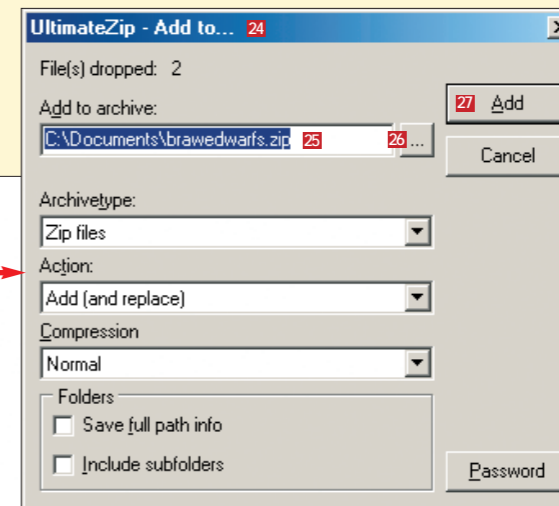 UltimateZip - Add to... 24
File(s) dropped: 2
Add to archive:
C:\Documents\brawedwarfs.zip 25 26 ...
27 Add
Cancel
Archivetype:
Zip files
Action:
Add (and replace)
Compression
Normal
Folders
Save full path info
Include subfolders
Password